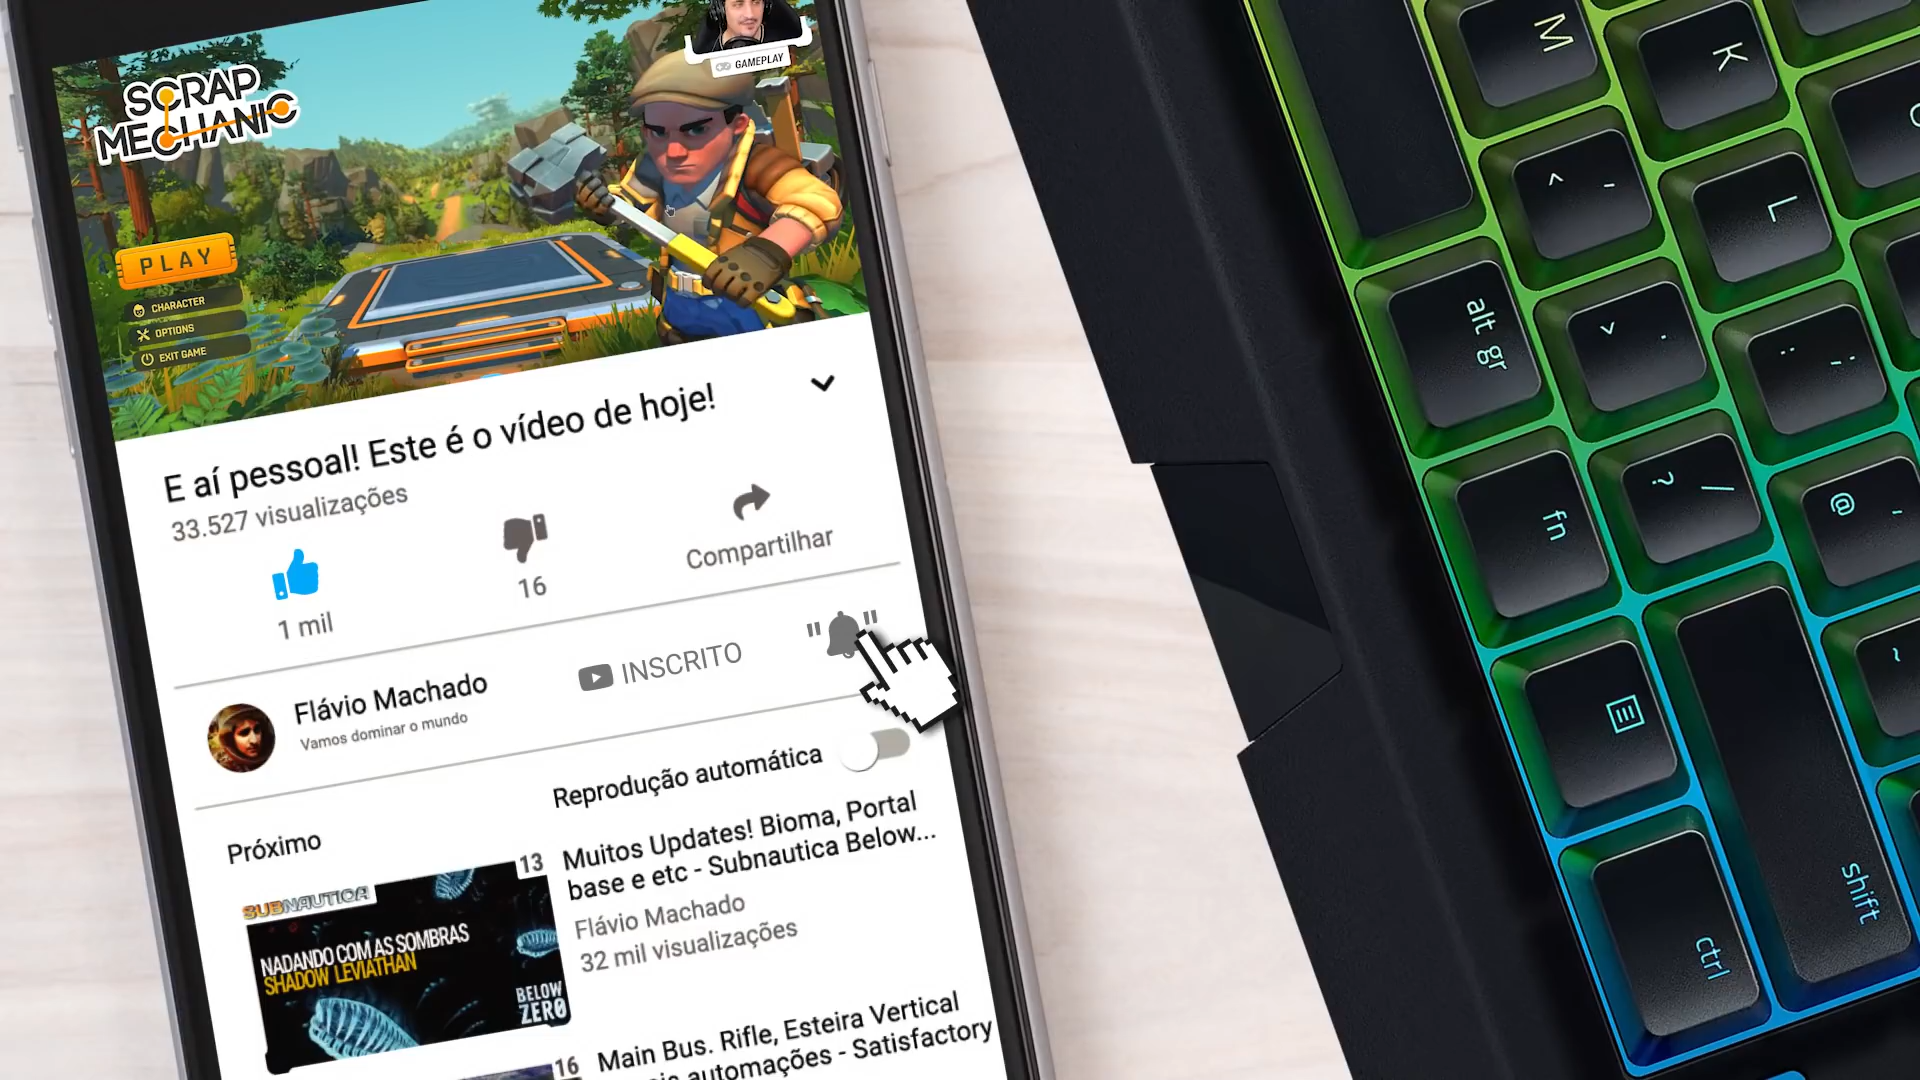 SCRAP
MECHANIC
GAMEPLAY
PLAY
CHARACTER
OPTIONS
EXIT GAME
E aí pessoal! Este é o vídeo de hoje!
33.527 visualizações
1 mil
16
Compartilhar
Flávio Machado
Vamos dominar o mundo
INSCRITO
Reprodução automática
Próximo
13
SUBNAUTICA
NADANDO COM AS SOMBRAS
SHADOW LEVIATHAN
BELOW
ZERO
Muitos Updates! Bioma, Portal
base e etc - Subnautica Below...
Flávio Machado
32 mil visualizações
16
Main Bus. Rifle, Esteira Vertical
automações - Satisfactory
M
K
^ -
L
alt gr
v .
: ;
fn
? /
@
~
shift
ctrl